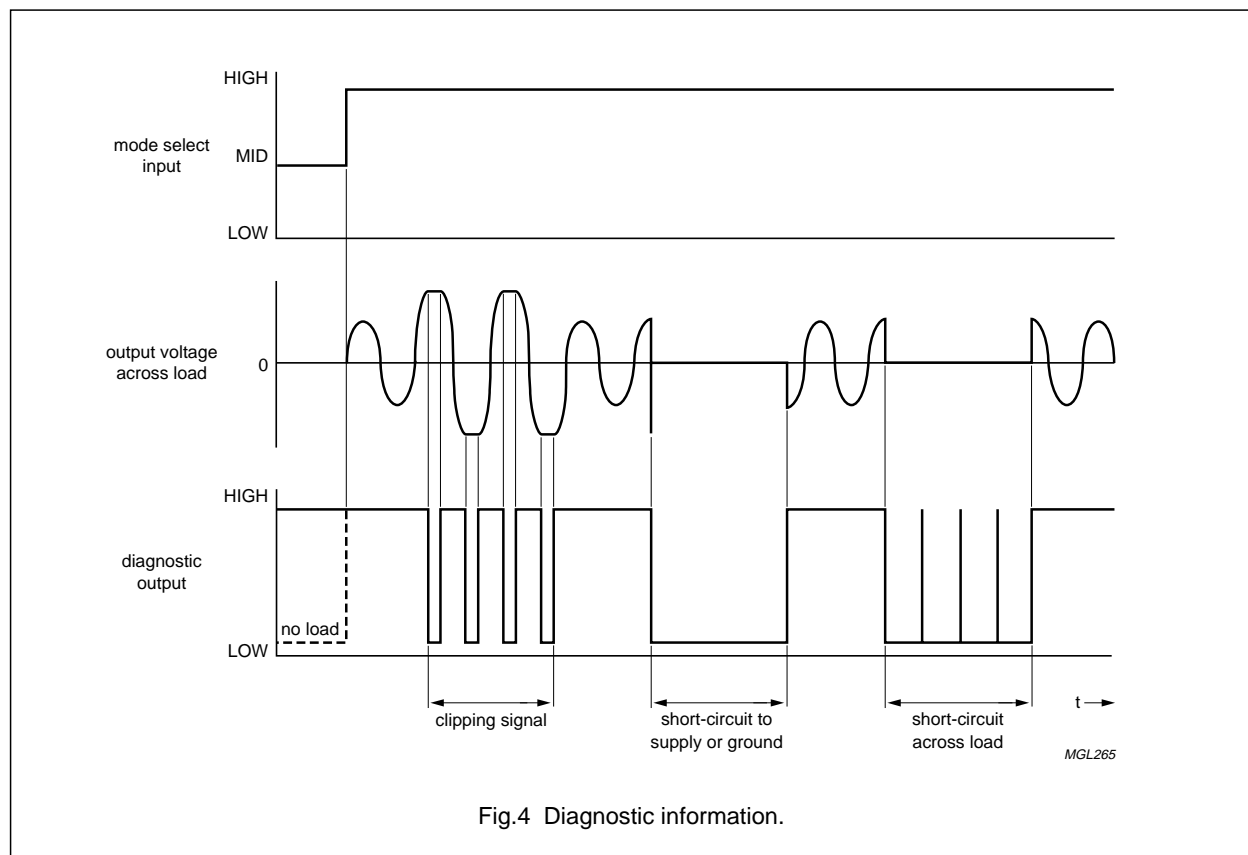 HIGH
mode select
input
MID
LOW
output voltage
across load
0
HIGH
diagnostic
output
no load
LOW
clipping signal
short-circuit to
supply or ground
short-circuit
across load
t
MGL265
Fig.4 Diagnostic information.